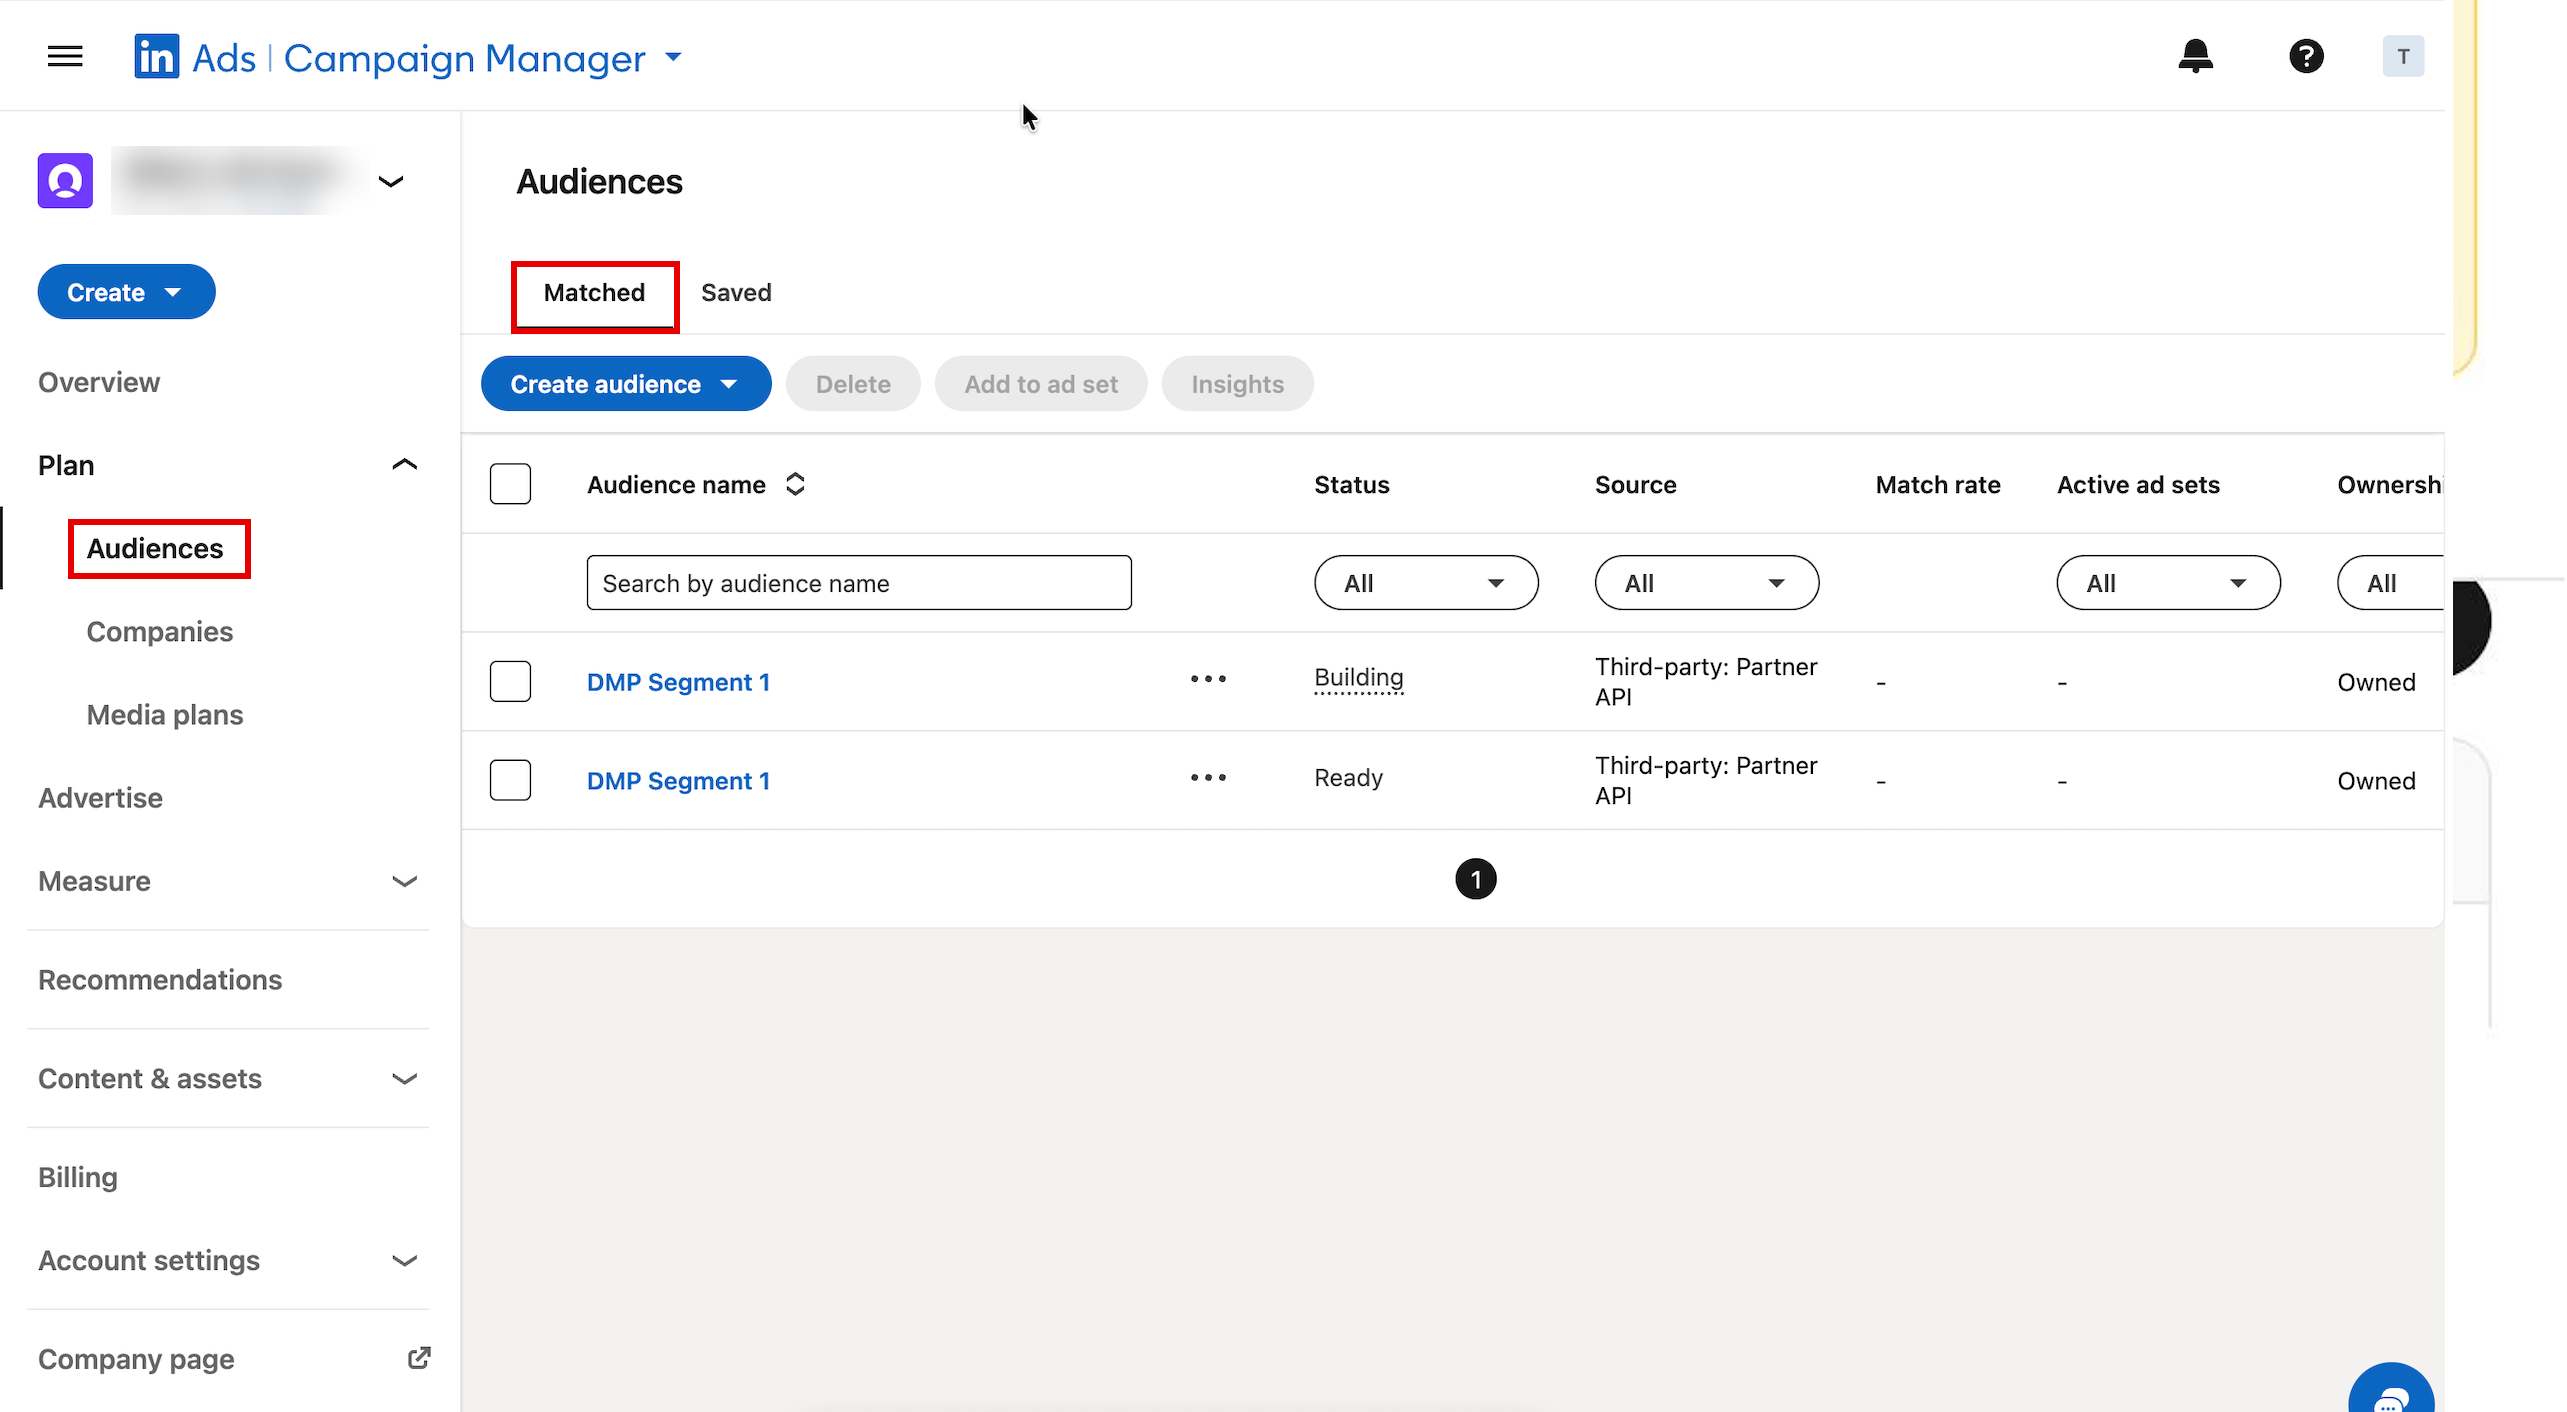 in Ads | Campaign Manager
T
Create
Overview
Plan
Audiences
Companies
Media plans
Advertise
Measure
Recommendations
Content & assets
Billing
Account settings
Company page
Audiences
Matched Saved
Create audience Delete Add to ad set Insights
Audience name Status Source Match rate Active ad sets Ownershi
Search by audience name All All All All
DMP Segment 1 Building Third-party: Partner API - - Owned
DMP Segment 1 Ready Third-party: Partner API - - Owned
1